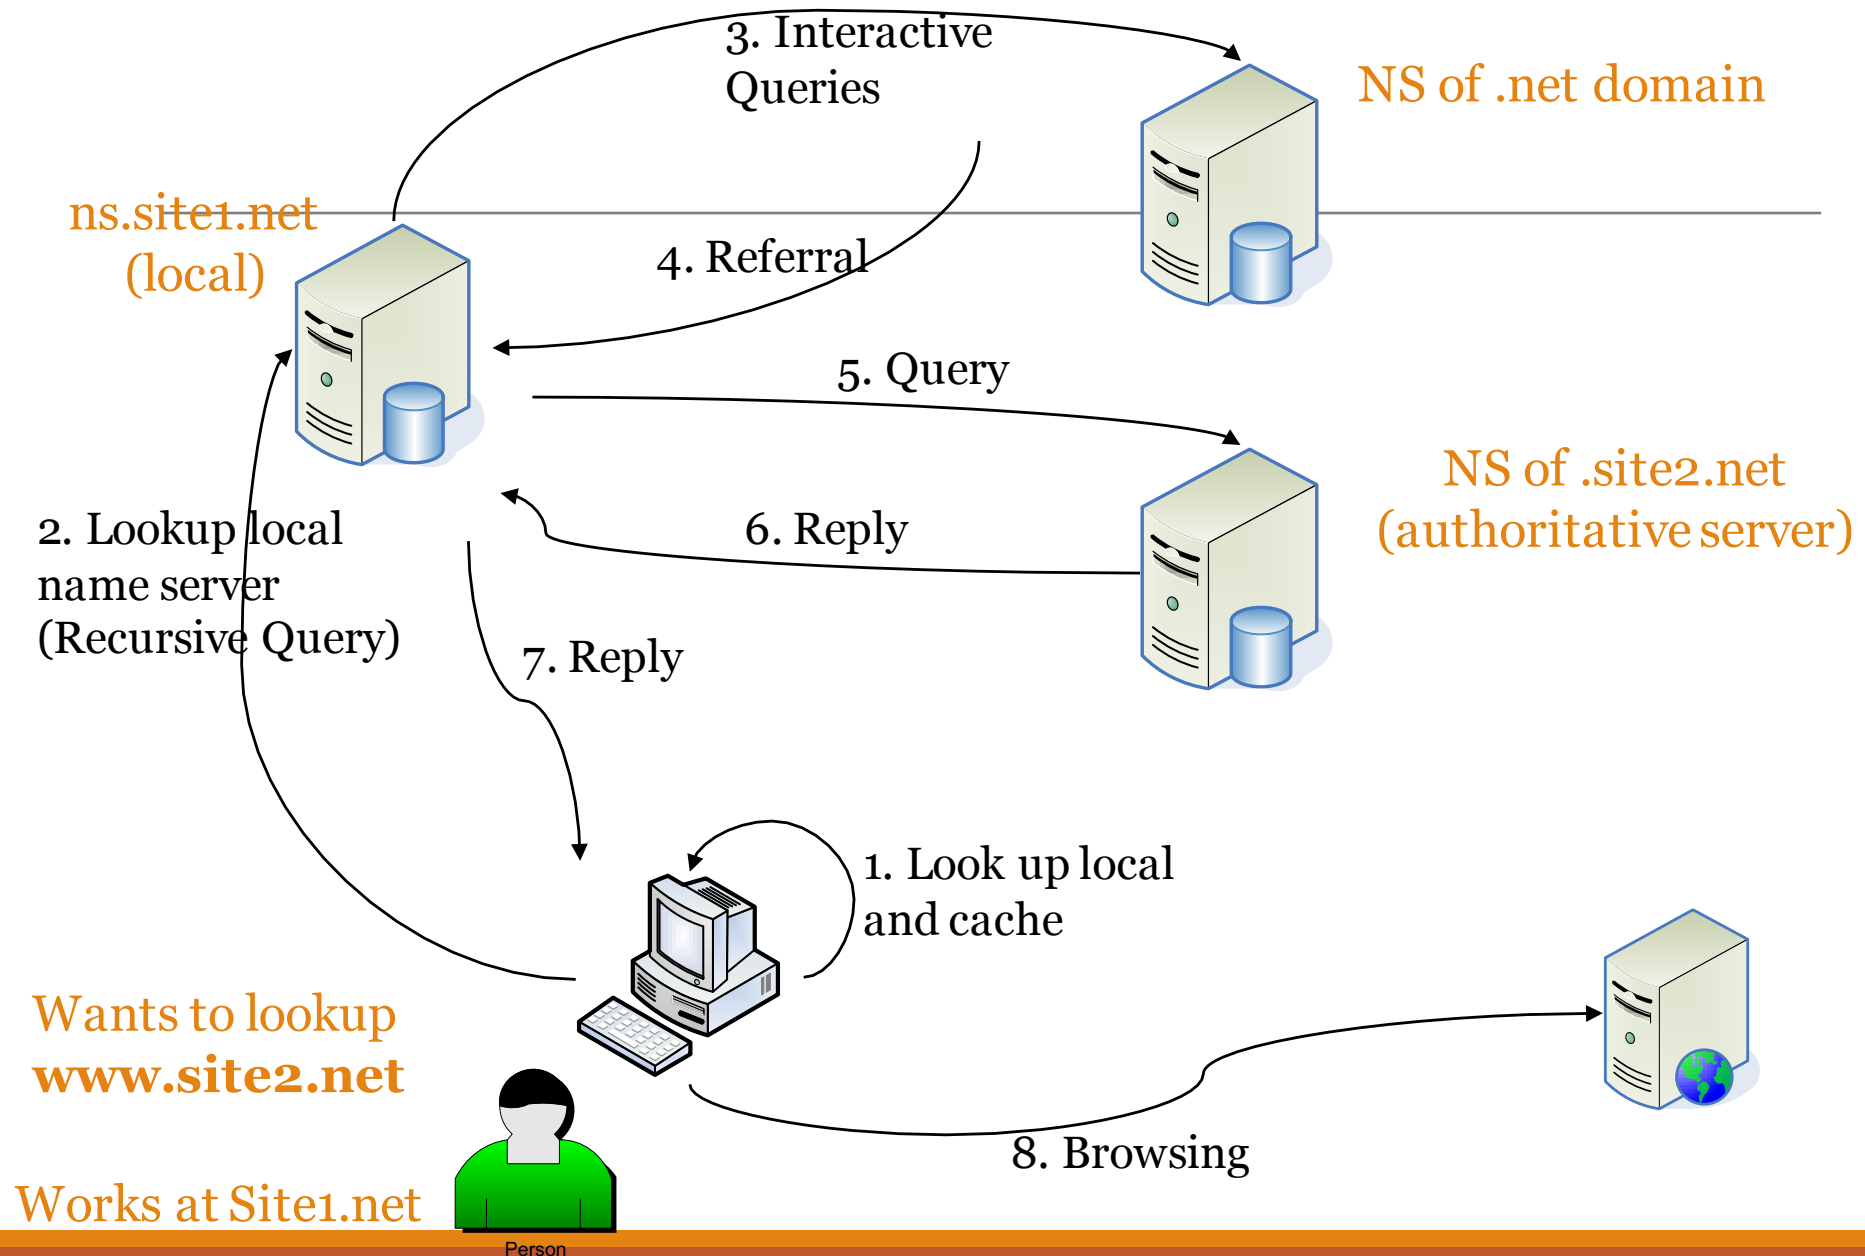 3. Interactive
Queries
NS of .net domain
ns.site1.net
(local)
4. Referral
5. Query
NS of .site2.net
(authoritative server)
2. Lookup local
name server
(Recursive Query)
6. Reply
7. Reply
1. Look up local
and cache
Wants to lookup
www.site2.net
8. Browsing
Works at Site1.net
Person